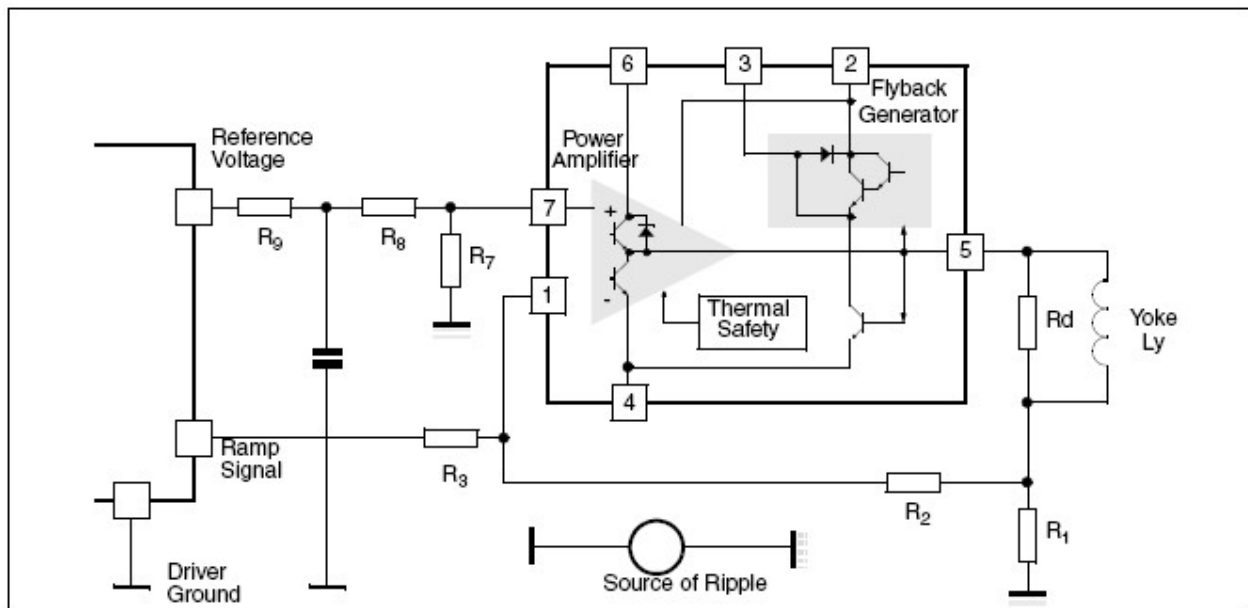 6
3
2
Flyback
Generator
Reference
Voltage
Power
Amplifier
7
+
R9
R8
R7
5
1
-
Thermal
Safety
Rd
Yoke
Ly
4
Ramp
Signal
R3
R2
R1
Driver
Ground
Source of Ripple